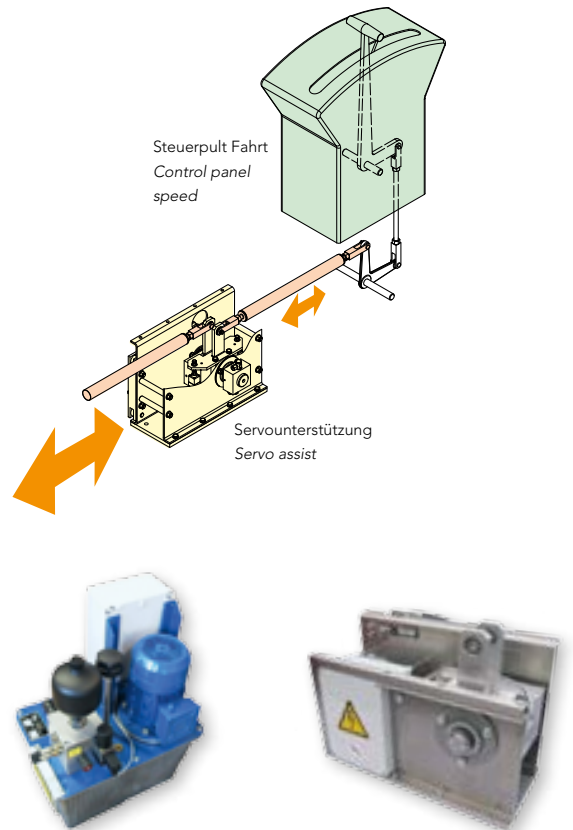 Steuerpult Fahrt
Control panel
speed
Servounterstützung
Servo assist